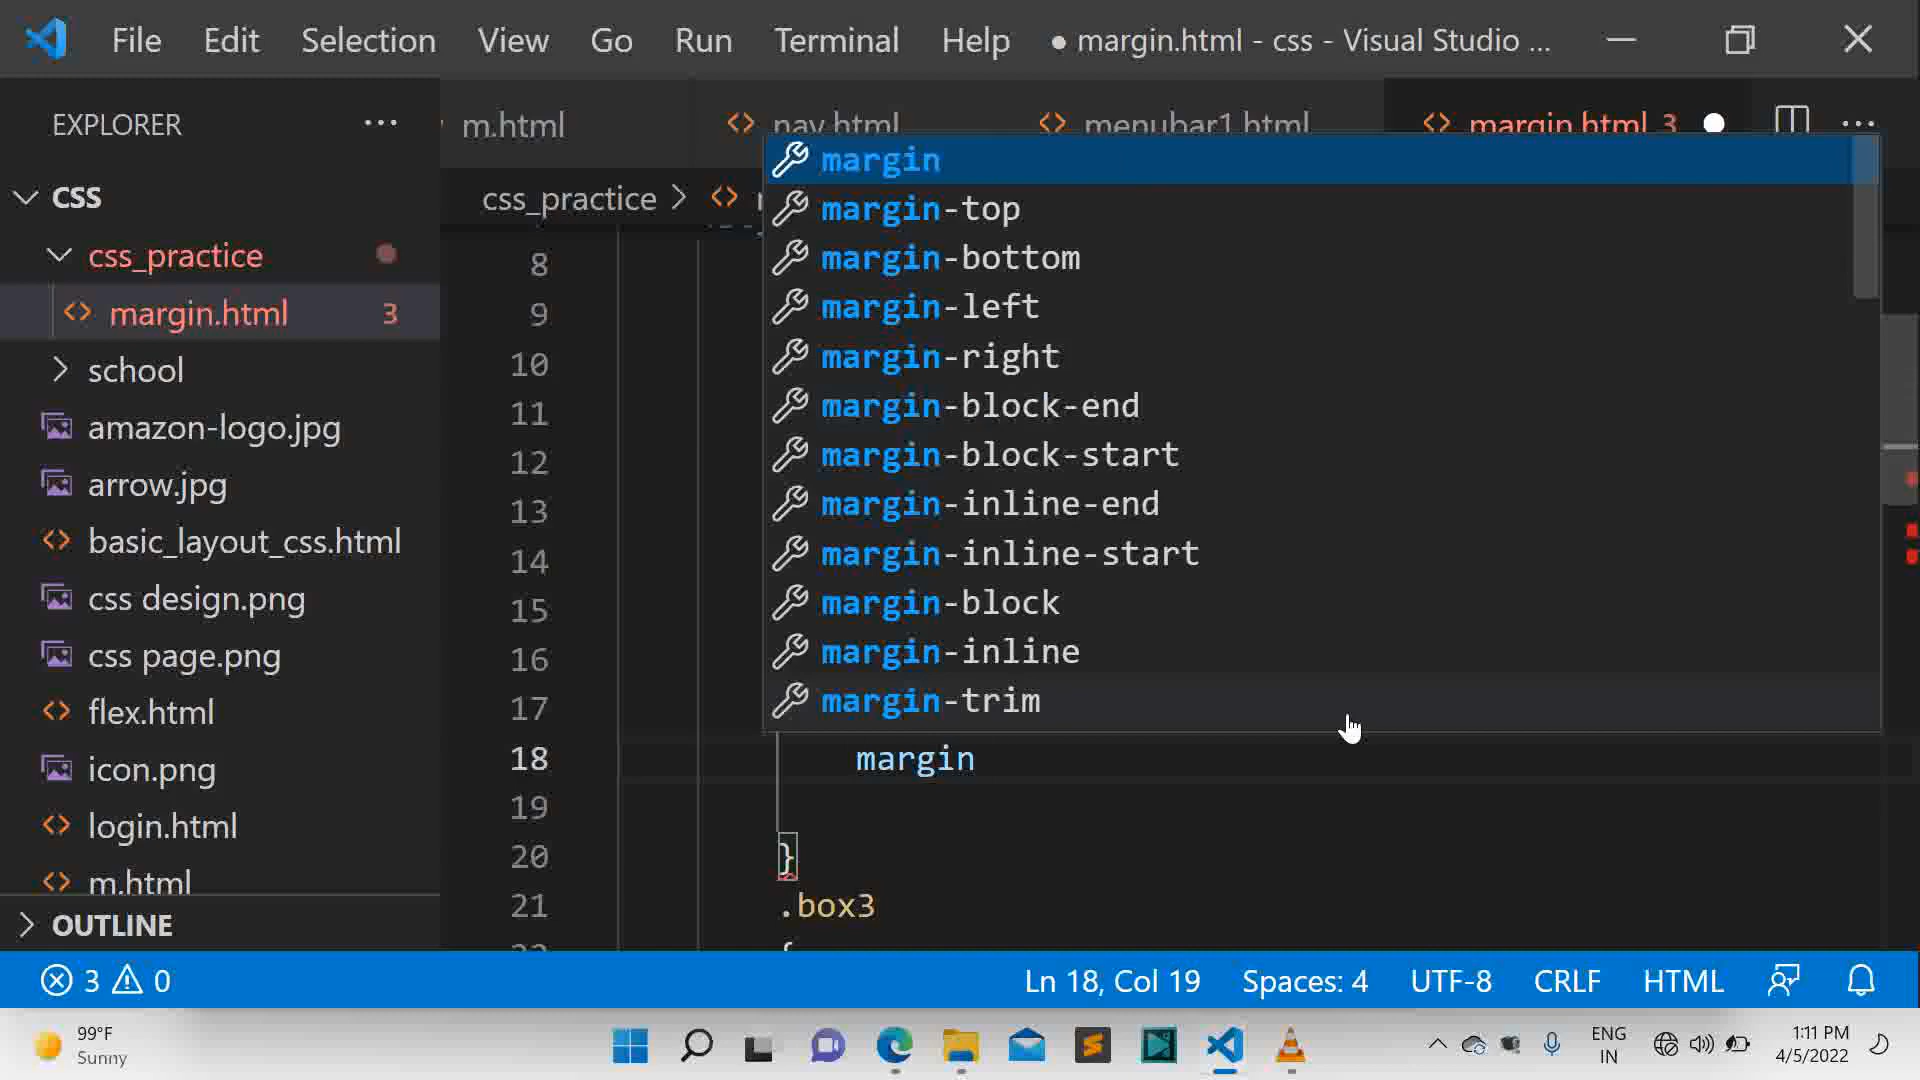 File Edit Selection View Go Run Terminal Help ● margin.html - css - Visual Studio ...
EXPLORER ...
m.html nav.html menubar1.html margin.html 3
css_practice >
CSS
css_practice
margin.html 3
school
amazon-logo.jpg
arrow.jpg
basic_layout_css.html
css design.png
css page.png
flex.html
icon.png
login.html
m.html
OUTLINE
margin
margin-top
margin-bottom
margin-left
margin-right
margin-block-end
margin-block-start
margin-inline-end
margin-inline-start
margin-block
margin-inline
margin-trim
8
9
10
11
12
13
14
15
16
17
18 margin
19
20 }
21 .box3
22 {
3 0
Ln 18, Col 19 Spaces: 4 UTF-8 CRLF HTML
99°F
Sunny
ENG
IN
1:11 PM
4/5/2022